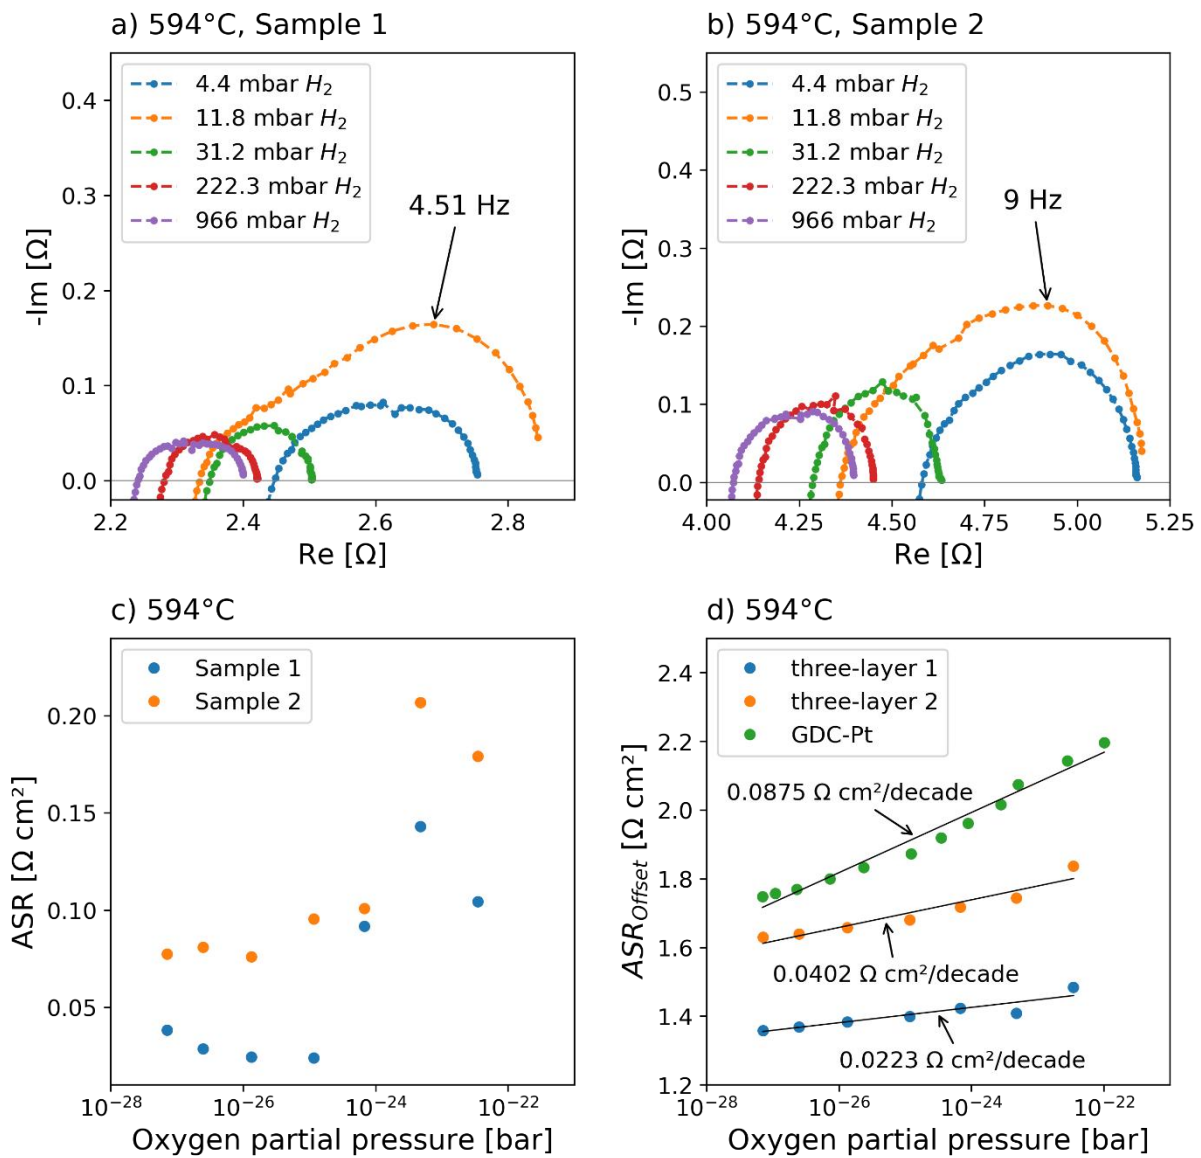 a) 594°C, Sample 1
4.4 mbar H₂
11.8 mbar H₂
31.2 mbar H₂
222.3 mbar H₂
966 mbar H₂
4.51 Hz
-Im [Ω]
0.4
0.3
0.2
0.1
0.0
2.2 2.4 2.6 2.8
Re [Ω]
b) 594°C, Sample 2
4.4 mbar H₂
11.8 mbar H₂
31.2 mbar H₂
222.3 mbar H₂
966 mbar H₂
9 Hz
-Im [Ω]
0.5
0.4
0.3
0.2
0.1
0.0
4.00 4.25 4.50 4.75 5.00 5.25
Re [Ω]
c) 594°C
Sample 1
Sample 2
ASR [Ω cm²]
0.20
0.15
0.10
0.05
10⁻²⁸ 10⁻²⁶ 10⁻²⁴ 10⁻²²
Oxygen partial pressure [bar]
d) 594°C
three-layer 1
three-layer 2
GDC-Pt
0.0875 Ω cm²/decade
0.0402 Ω cm²/decade
0.0223 Ω cm²/decade
ASR_Offset [Ω cm²]
2.4
2.2
2.0
1.8
1.6
1.4
1.2
10⁻²⁸ 10⁻²⁶ 10⁻²⁴ 10⁻²²
Oxygen partial pressure [bar]